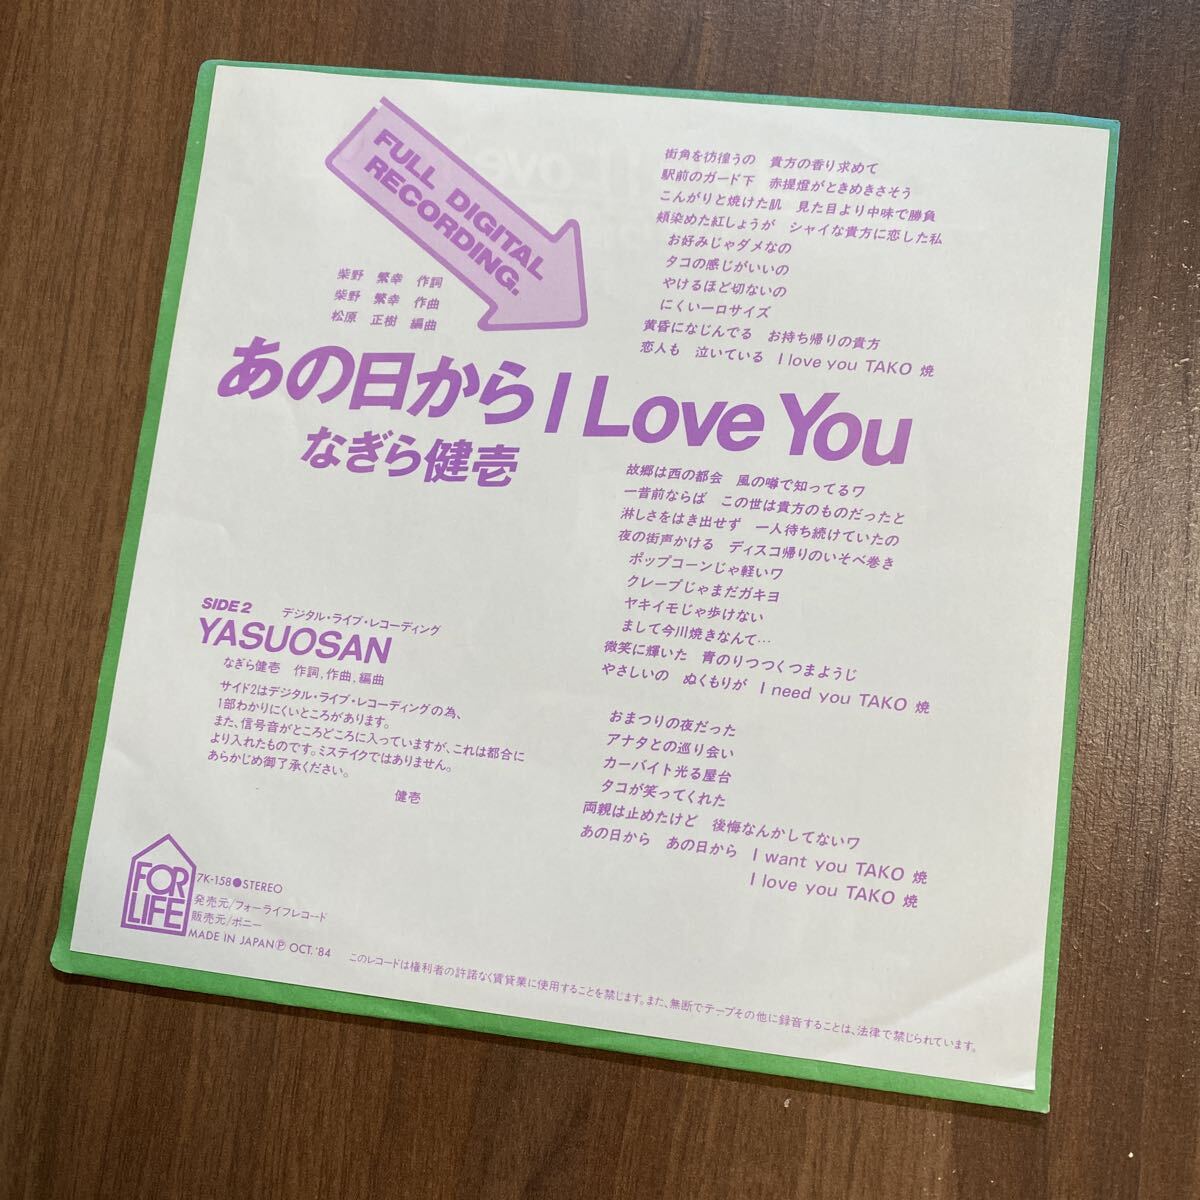 FULL DIGITAL
RECORDING.
柴野 繁幸 作詞
柴野 繁幸 作曲
松原 正樹 編曲
あの日から I Love You
なぎら健壱
街角を彷徨うの 貴方の香り求めて
駅前のガード下 赤提燈がときめきさそう
こんがりと焼けた肌 見た目より中味で勝負
頬染めた紅しょうが シャイな貴方に恋した私
お好みじゃダメなの
タコの感じがいいの
やけるほど切ないの
にくい一口サイズ
黄昏になじんでる お持ち帰りの貴方
恋人も 泣いている I love you TAKO 焼
故郷は西の都会 風の噂で知ってるワ
一昔前ならば この世は貴方のものだったと
淋しさをはき出せず 一人待ち続けていたの
夜の街声かける ディスコ帰りのいそべ巻き
ポップコーンじゃ軽いワ
クレープじゃまだガキヨ
ヤキイモじゃ歩けない
まして今川焼きなんて…
微笑に輝いた 青のりつつくつまようじ
やさしいの ぬくもりが I need you TAKO 焼
おまつりの夜だった
アナタとの巡り会い
カーバイト光る屋台
タコが笑ってくれた
両親は止めたけど 後悔なんかしてないワ
あの日から あの日から I want you TAKO 焼
I love you TAKO 焼
SIDE 2 デジタル・ライブ・レコーディング
YASUOSAN
なぎら健壱 作詞,作曲,編曲
サイド2はデジタル・ライブ・レコーディングの為、
1部わかりにくいところがあります。
また、信号音がところどころに入っていますが、これは都合に
より入れたものです。ミステイクではありません。
あらかじめ御了承ください。
健壱
FOR
LIFE
7K-158●STEREO
発売元/フォーライフレコード
販売元/ポニー
MADE IN JAPANⓅ OCT. '84
このレコードは権利者の許諾なく賃貸業に使用することを禁じます。また、無断でテープその他に録音することは、法律で禁じられています。